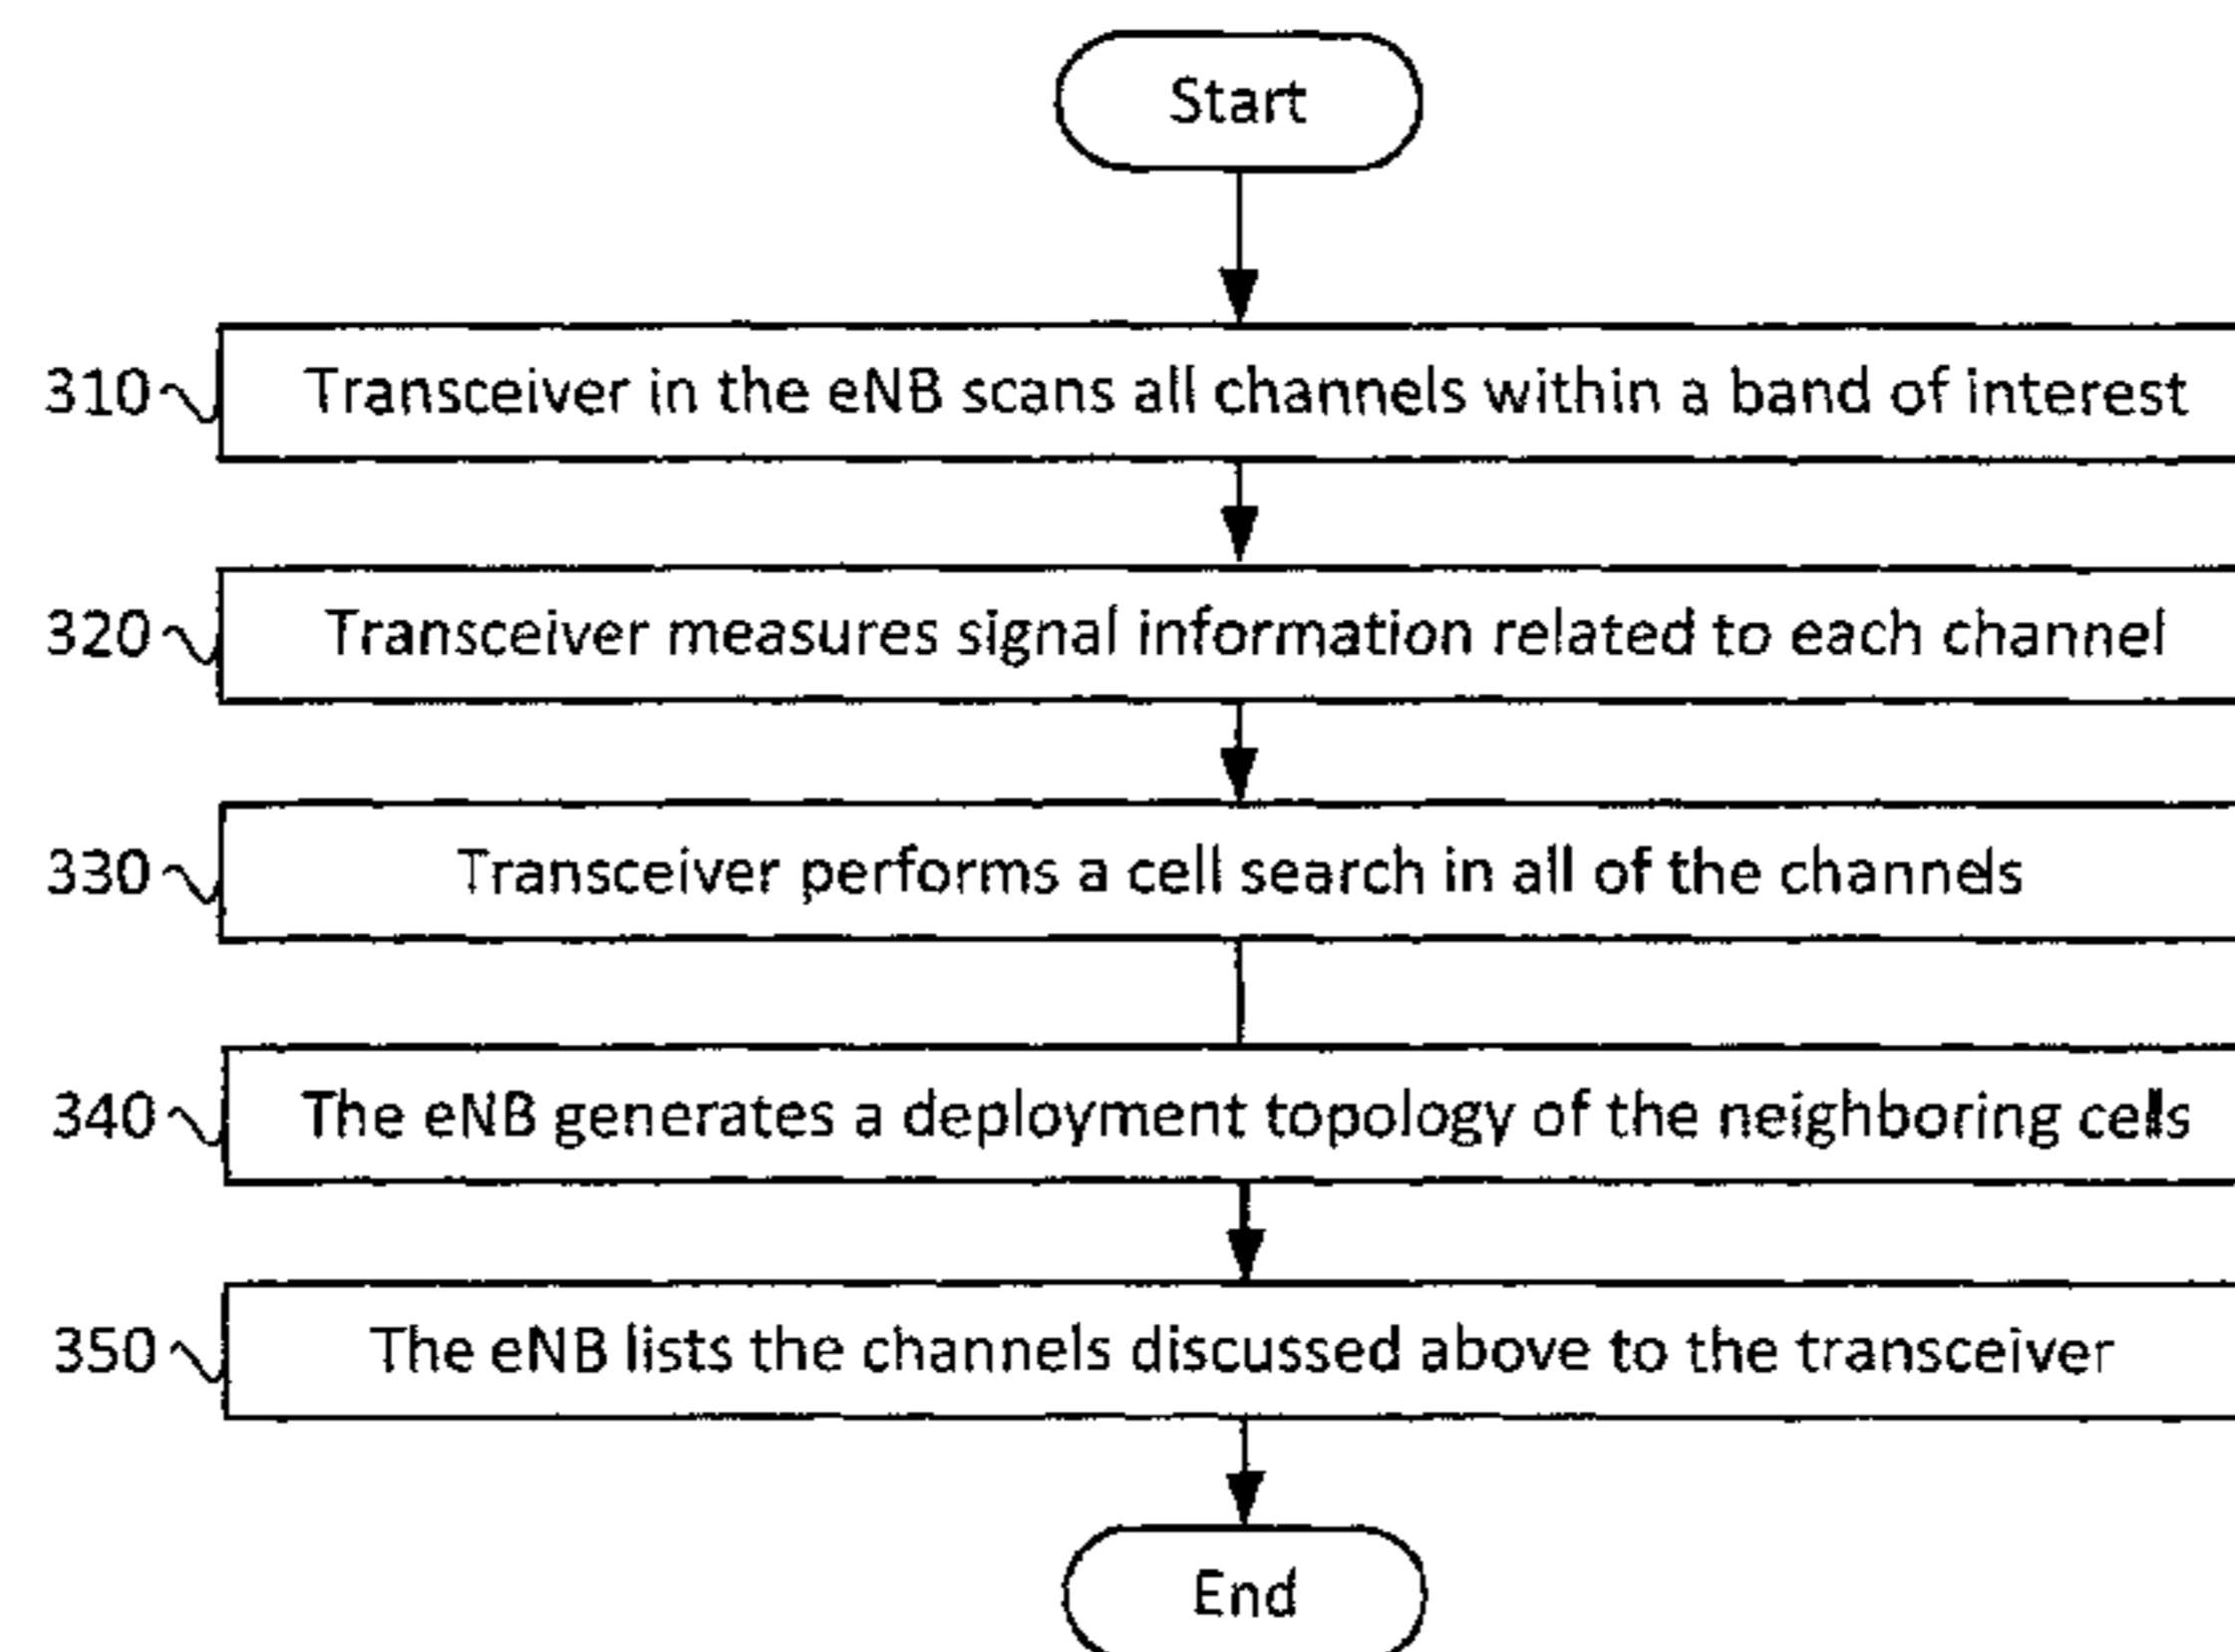 Start
310 Transceiver in the eNB scans all channels within a band of interest
320 Transceiver measures signal information related to each channel
330 Transceiver performs a cell search in all of the channels
340 The eNB generates a deployment topology of the neighboring cells
350 The eNB lists the channels discussed above to the transceiver
End